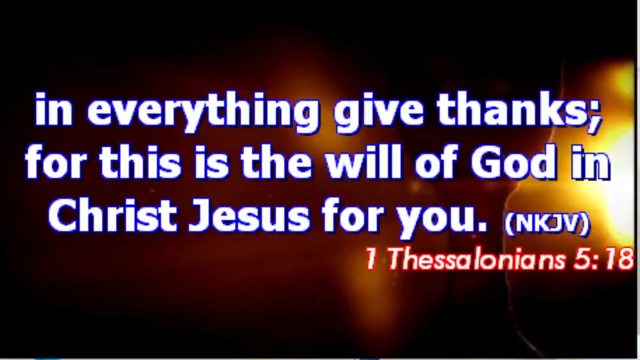 in everything give thanks;
for this is the will of God in
Christ Jesus for you. (NKJV)
1 Thessalonians 5:18